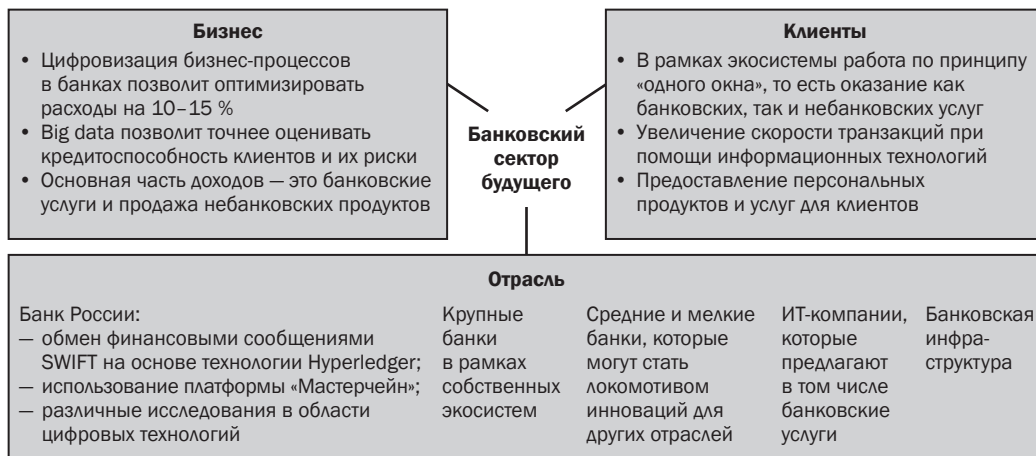 Бизнес
• Цифровизация бизнес-процессов
в банках позволит оптимизировать
расходы на 10–15 %
• Big data позволит точнее оценивать
кредитоспособность клиентов и их риски
• Основная часть доходов — это банковские
услуги и продажа небанковских продуктов
Банковский
сектор
будущего
Клиенты
• В рамках экосистемы работа по принципу
«одного окна», то есть оказание как
банковских, так и небанковских услуг
• Увеличение скорости транзакций при
помощи информационных технологий
• Предоставление персональных
продуктов и услуг для клиентов
Отрасль
Банк России:
— обмен финансовыми сообщениями
SWIFT на основе технологии Hyperledger;
— использование платформы «Мастерчейн»;
— различные исследования в области
цифровых технологий
Крупные
банки
в рамках
собственных
экосистем
Средние и мелкие
банки, которые
могут стать
локомотивом
инноваций для
других отраслей
ИТ-компании,
которые
предлагают
в том числе
банковские
услуги
Банковская
инфра-
структура